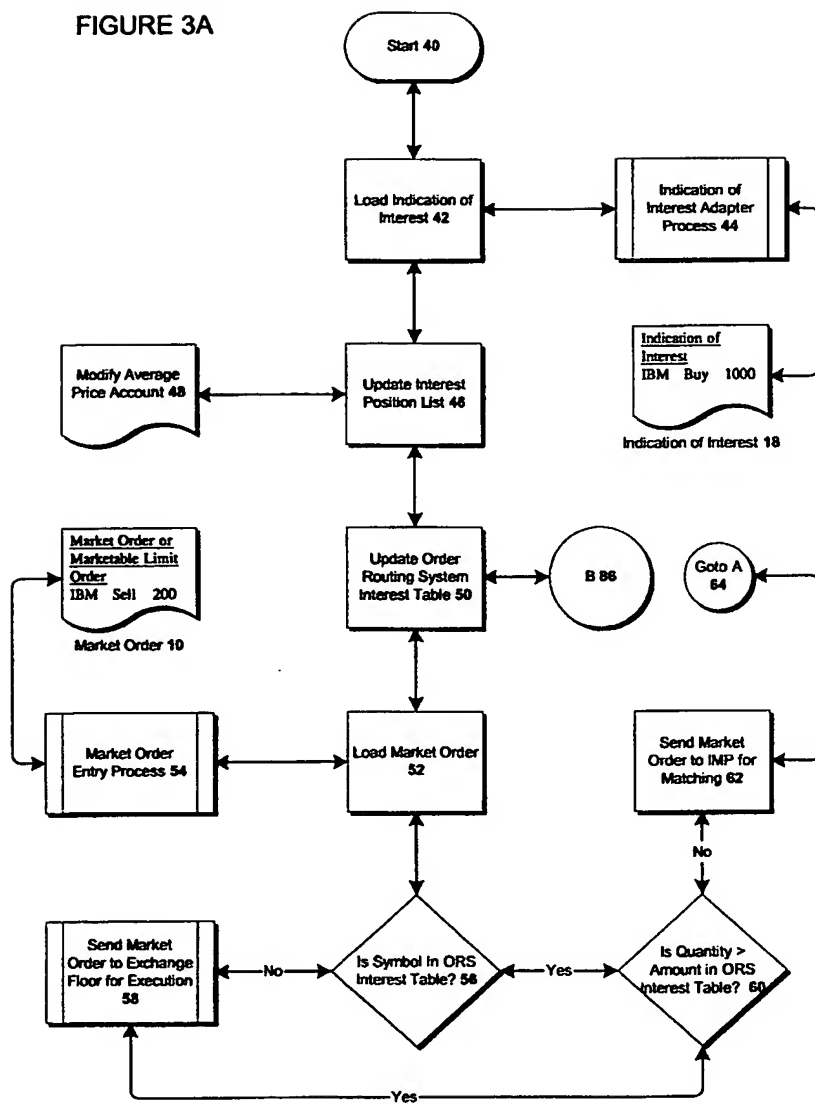 FIGURE 3A
Start 40
Load Indication of
Interest 42
Indication of
Interest Adapter
Process 44
Modify Average
Price Account 48
Update Interest
Position List 46
Indication of
Interest
IBM Buy 1000
Indication of Interest 18
Market Order or
Marketable Limit
Order
IBM Sell 200
Market Order 10
Update Order
Routing System
Interest Table 50
B 86
Goto A
64
Market Order
Entry Process 54
Load Market Order
52
Send Market
Order to IMP for
Matching 62
No
Send Market
Order to Exchange
Floor for Execution
58
No
Is Symbol In ORS
Interest Table? 56
Yes
Is Quantity >
Amount in ORS
Interest Table? 60
Yes